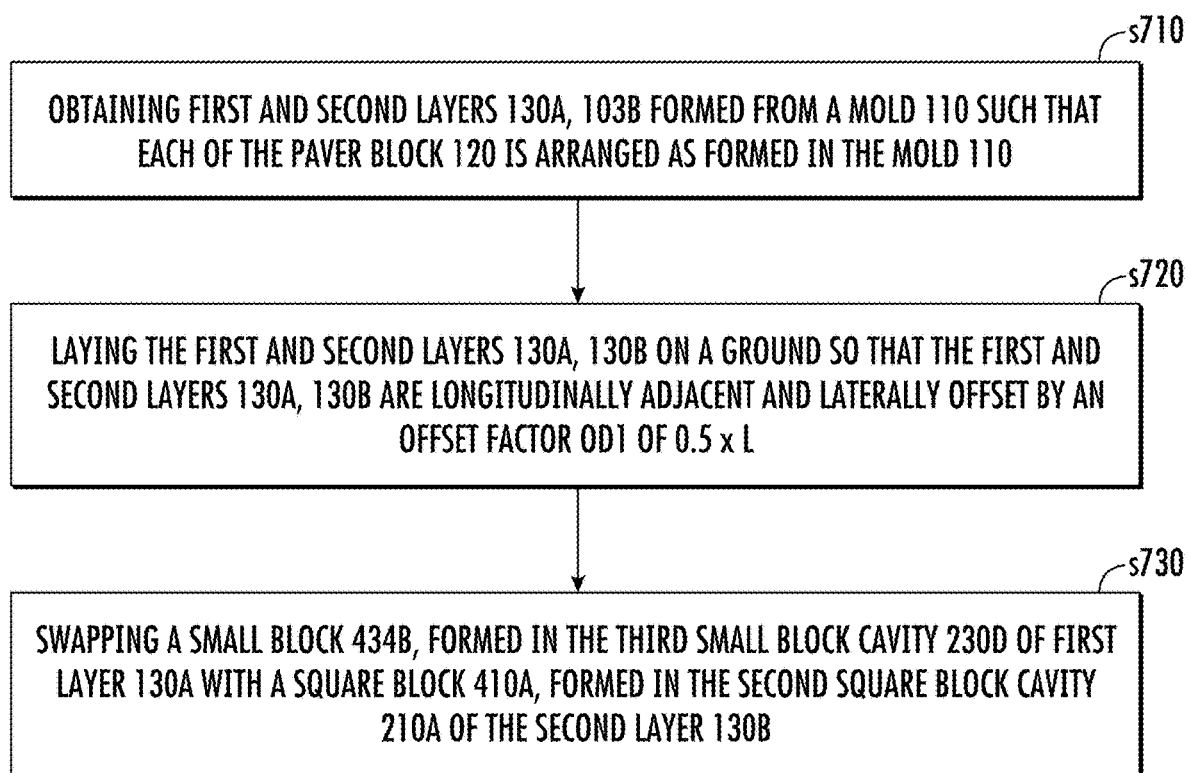 s710
OBTAINING FIRST AND SECOND LAYERS 130A, 103B FORMED FROM A MOLD 110 SUCH THAT
EACH OF THE PAVER BLOCK 120 IS ARRANGED AS FORMED IN THE MOLD 110
s720
LAYING THE FIRST AND SECOND LAYERS 130A, 130B ON A GROUND SO THAT THE FIRST AND
SECOND LAYERS 130A, 130B ARE LONGITUDINALLY ADJACENT AND LATERALLY OFFSET BY AN
OFFSET FACTOR OD1 OF 0.5 x L
s730
SWAPPING A SMALL BLOCK 434B, FORMED IN THE THIRD SMALL BLOCK CAVITY 230D OF FIRST
LAYER 130A WITH A SQUARE BLOCK 410A, FORMED IN THE SECOND SQUARE BLOCK CAVITY
210A OF THE SECOND LAYER 130B